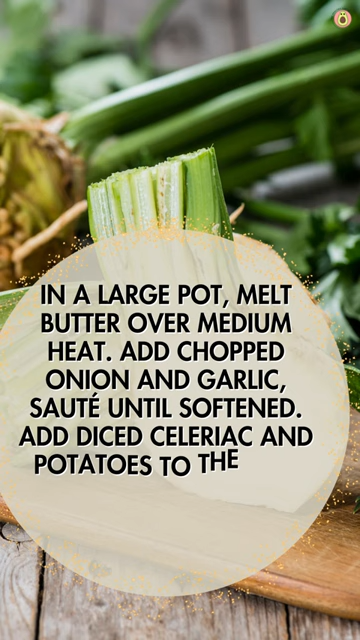 IN A LARGE POT, MELT
BUTTER OVER MEDIUM
HEAT. ADD CHOPPED
ONION AND GARLIC,
SAUTÉ UNTIL SOFTENED.
ADD DICED CELERIAC AND
POTATOES TO THE